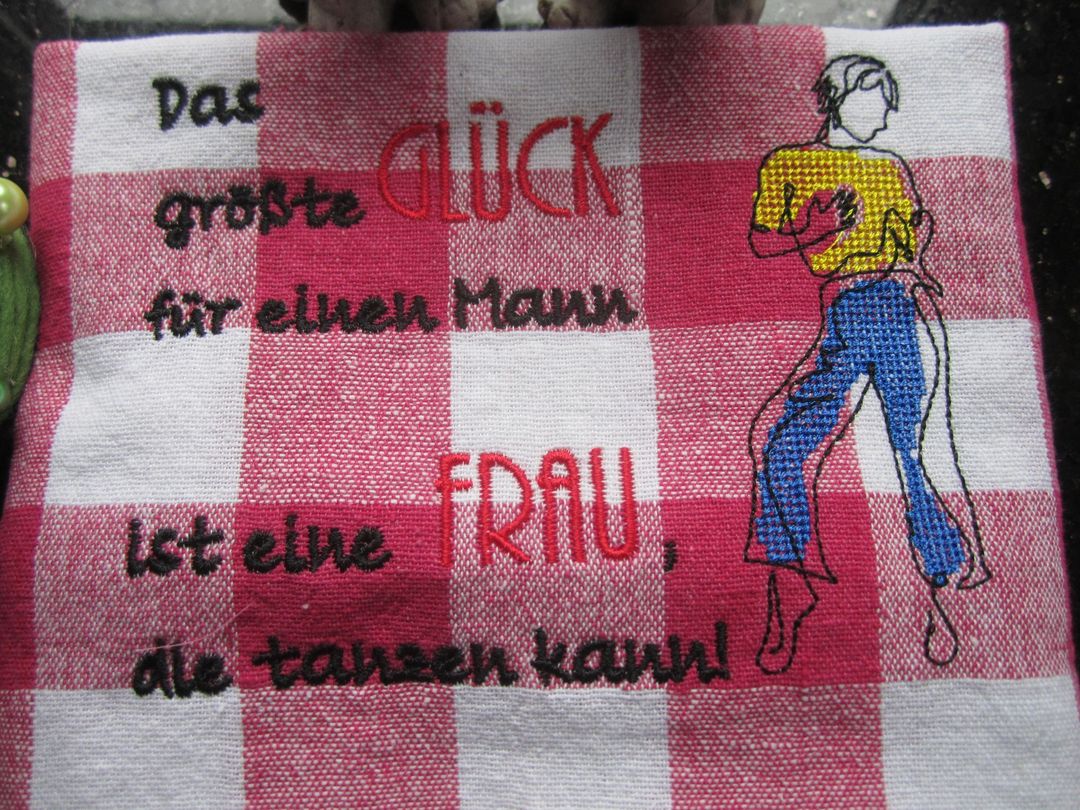 Das
größte GLÜCK
für einen Mann
ist eine FRAU,
die tanzen kann!